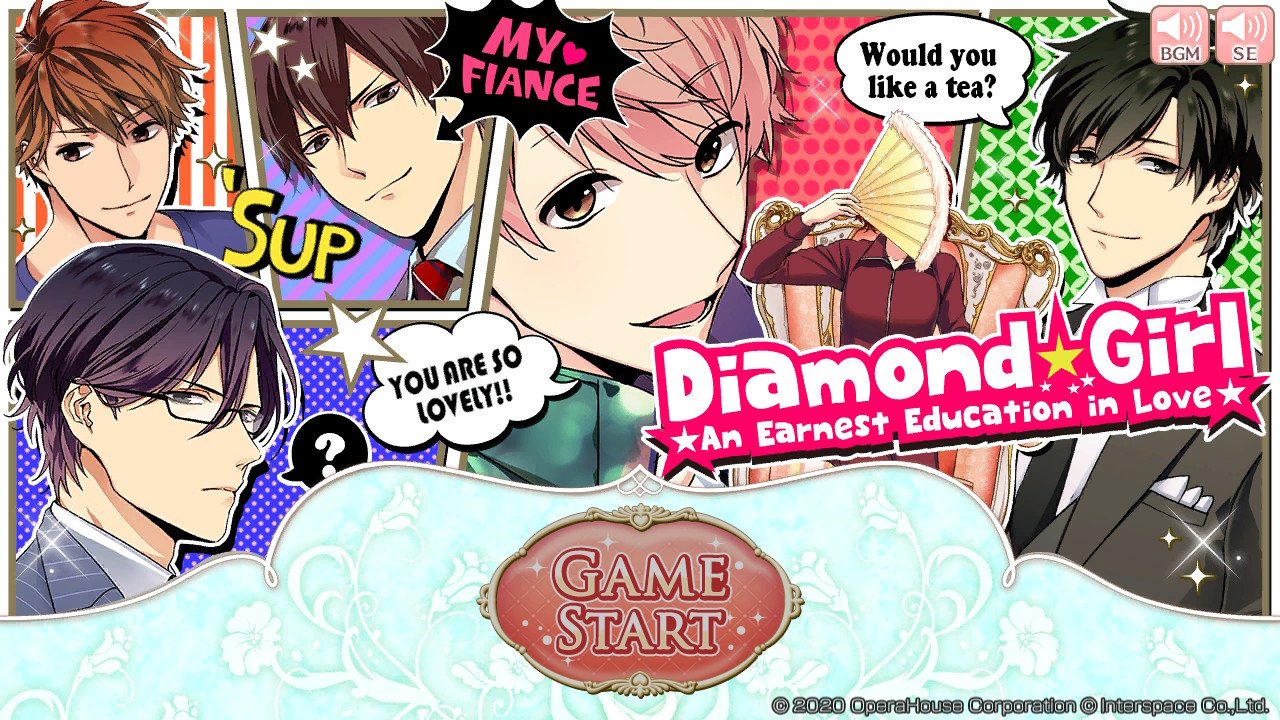 MY
FIANCE
Would you
like a tea?
BGM
SE
'SUP
YOU ARE SO
LOVELY!!
?
Diamond★Girl
★An Earnest Education in Love★
GAME
START
© 2020 OperaHouse Corporation © Interspace Co.,Ltd.